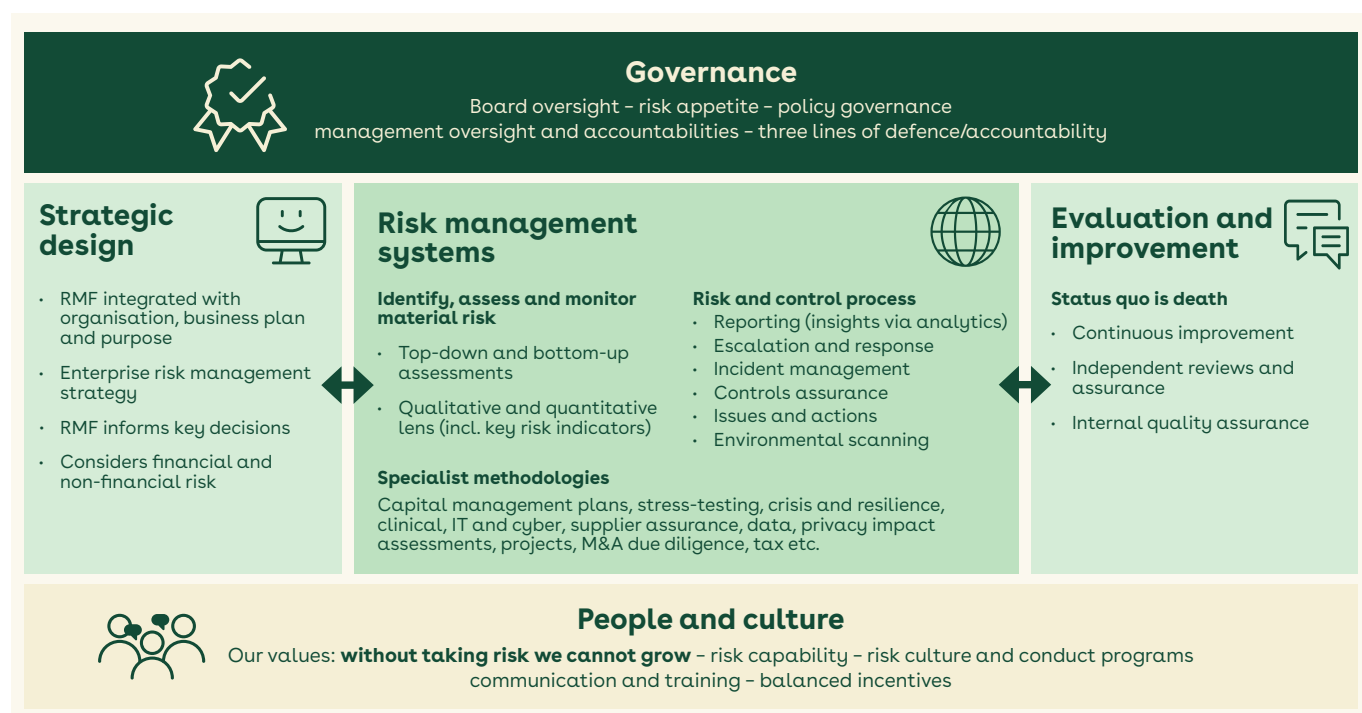 Governance
Board oversight – risk appetite – policy governance
management oversight and accountabilities – three lines of defence/accountability
Strategic
design
• RMF integrated with
organisation, business plan
and purpose
• Enterprise risk management
strategy
• RMF informs key decisions
• Considers financial and
non-financial risk
Risk management
systems
Identify, assess and monitor
material risk
• Top-down and bottom-up
assessments
• Qualitative and quantitative
lens (incl. key risk indicators)
Risk and control process
• Reporting (insights via analytics)
• Escalation and response
• Incident management
• Controls assurance
• Issues and actions
• Environmental scanning
Specialist methodologies
Capital management plans, stress-testing, crisis and resilience,
clinical, IT and cyber, supplier assurance, data, privacy impact
assessments, projects, M&A due diligence, tax etc.
Evaluation and
improvement
Status quo is death
• Continuous improvement
• Independent reviews and
assurance
• Internal quality assurance
People and culture
Our values: without taking risk we cannot grow – risk capability – risk culture and conduct programs
communication and training – balanced incentives